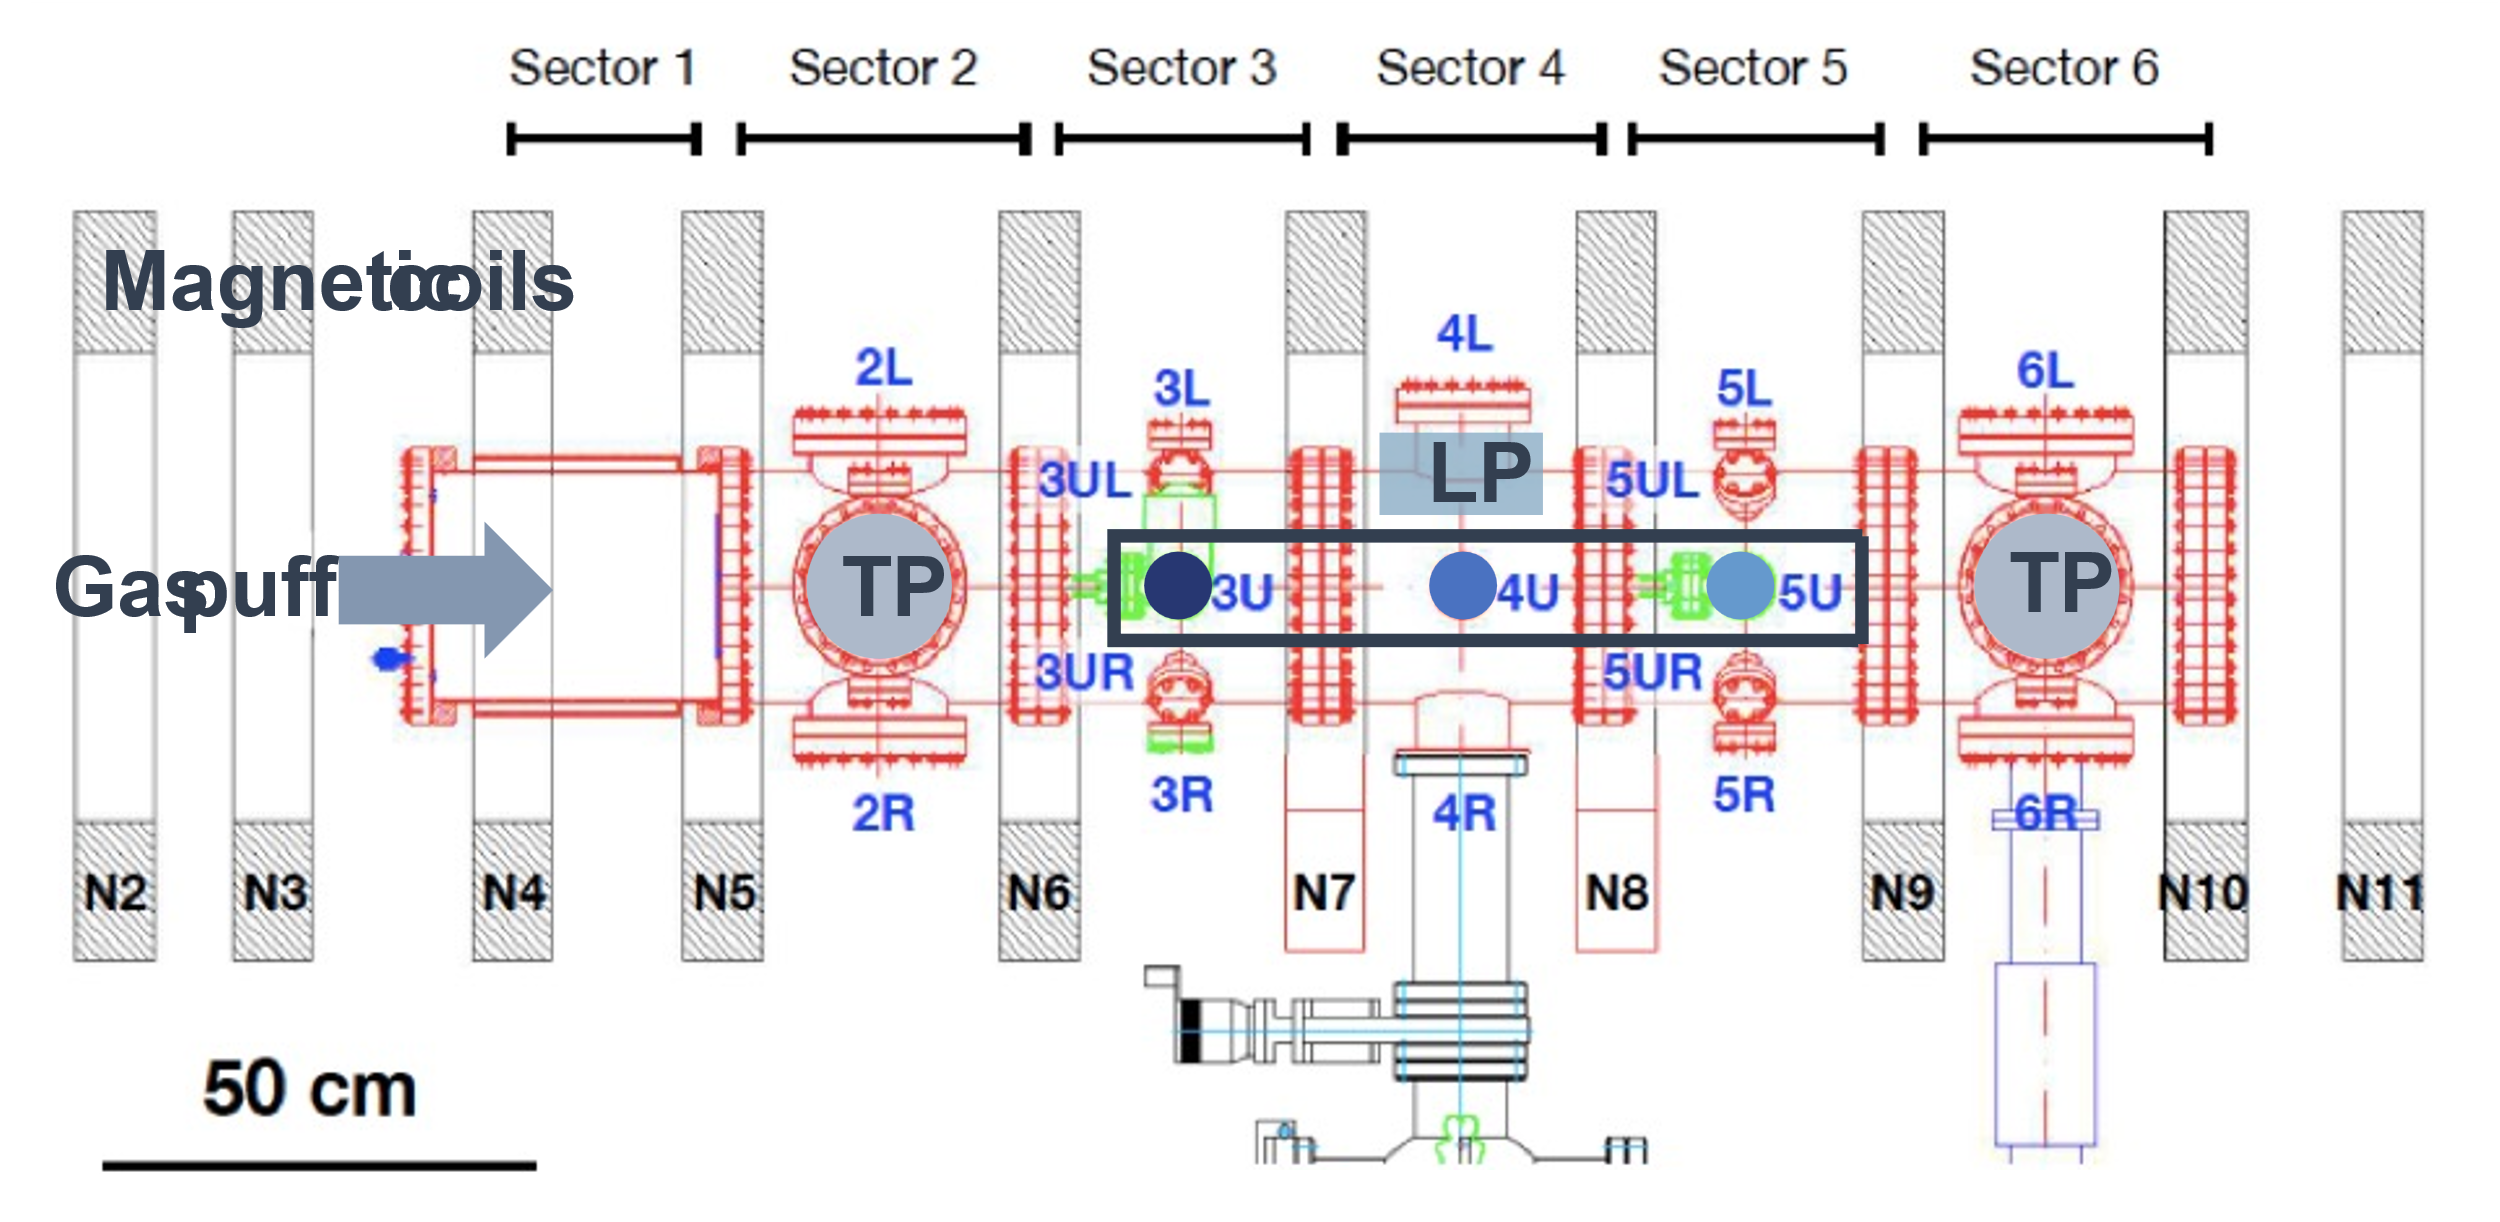 Sector 1 Sector 2 Sector 3 Sector 4 Sector 5 Sector 6
Magnetic coils
4L
2L 3L 5L 6L
3UL LP 5UL
Gas puff TP 3U 4U 5U TP
3UR 5UR
2R 3R 4R 5R 6R
N2 N3 N4 N5 N6 N7 N8 N9 N10 N11
50 cm